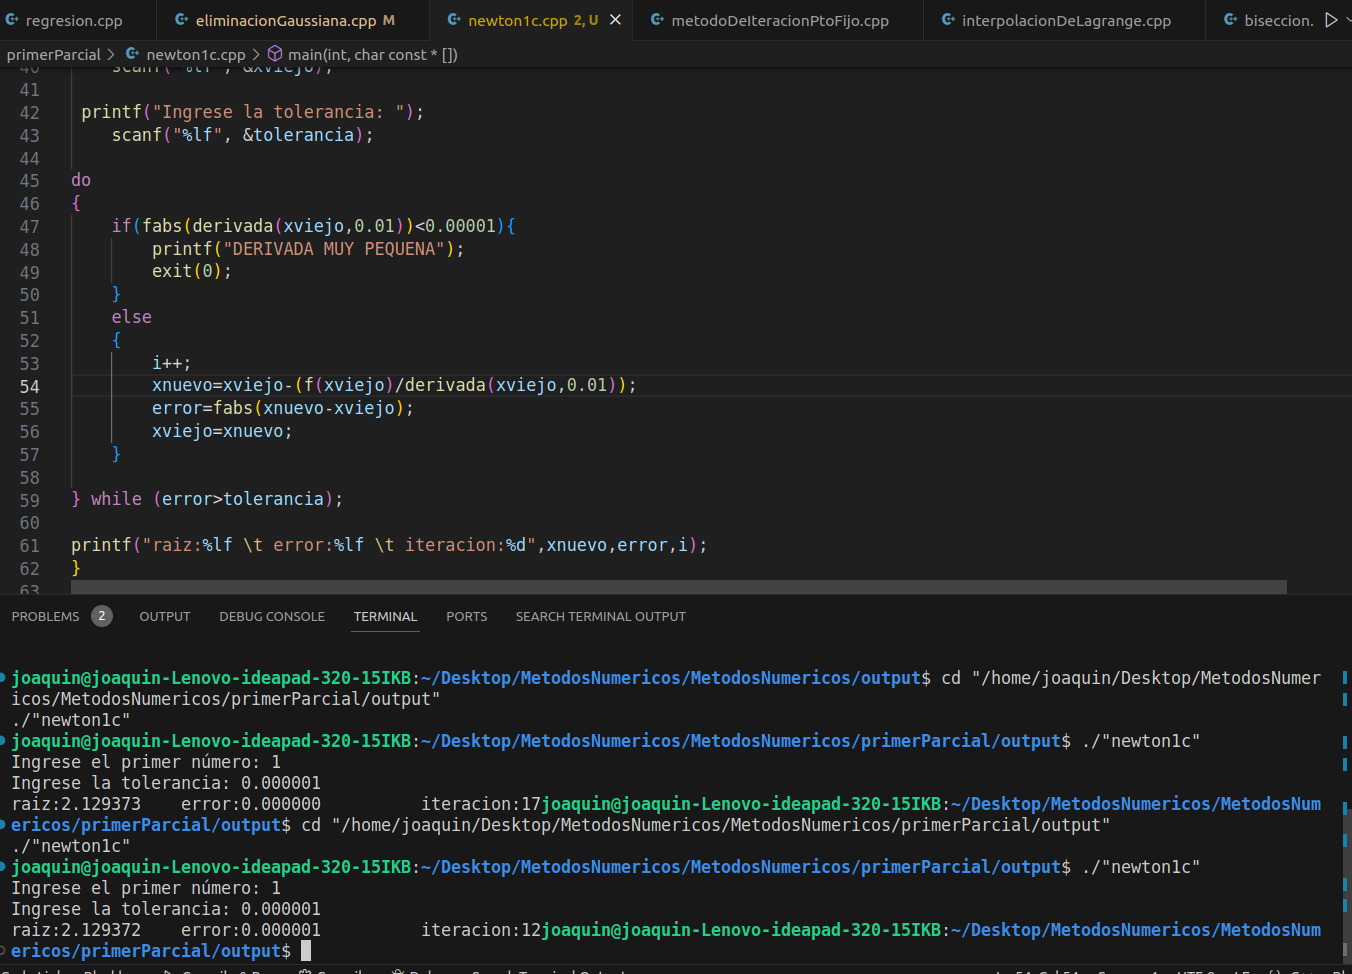 regresion.cpp eliminacionGaussiana.cpp M newton1c.cpp 2, U metodoDeIteracionPtoFijo.cpp interpolacionDeLagrange.cpp biseccion.
primerParcial > newton1c.cpp > main(int, char const * [])
40 scanf("%lf", &xviejo);
41
42 printf("Ingrese la tolerancia: ");
43 scanf("%lf", &tolerancia);
44
45 do
46 {
47 if(fabs(derivada(xviejo,0.01))<0.00001){
48 printf("DERIVADA MUY PEQUENA");
49 exit(0);
50 }
51 else
52 {
53 i++;
54 xnuevo=xviejo-(f(xviejo)/derivada(xviejo,0.01));
55 error=fabs(xnuevo-xviejo);
56 xviejo=xnuevo;
57 }
58
59 } while (error>tolerancia);
60
61 printf("raiz:%lf \t error:%lf \t iteracion:%d",xnuevo,error,i);
62 }
63
PROBLEMS 2 OUTPUT DEBUG CONSOLE TERMINAL PORTS SEARCH TERMINAL OUTPUT
joaquin@joaquin-Lenovo-ideapad-320-15IKB:~/Desktop/MetodosNumericos/MetodosNumericos/output$ cd "/home/joaquin/Desktop/MetodosNumer
icos/MetodosNumericos/primerParcial/output"
./"newton1c"
joaquin@joaquin-Lenovo-ideapad-320-15IKB:~/Desktop/MetodosNumericos/MetodosNumericos/primerParcial/output$ ./"newton1c"
Ingrese el primer número: 1
Ingrese la tolerancia: 0.000001
raiz:2.129373 error:0.000000 iteracion:17joaquin@joaquin-Lenovo-ideapad-320-15IKB:~/Desktop/MetodosNumericos/MetodosNum
ericos/primerParcial/output$ cd "/home/joaquin/Desktop/MetodosNumericos/MetodosNumericos/primerParcial/output"
./"newton1c"
joaquin@joaquin-Lenovo-ideapad-320-15IKB:~/Desktop/MetodosNumericos/MetodosNumericos/primerParcial/output$ ./"newton1c"
Ingrese el primer número: 1
Ingrese la tolerancia: 0.000001
raiz:2.129372 error:0.000001 iteracion:12joaquin@joaquin-Lenovo-ideapad-320-15IKB:~/Desktop/MetodosNumericos/MetodosNum
ericos/primerParcial/output$